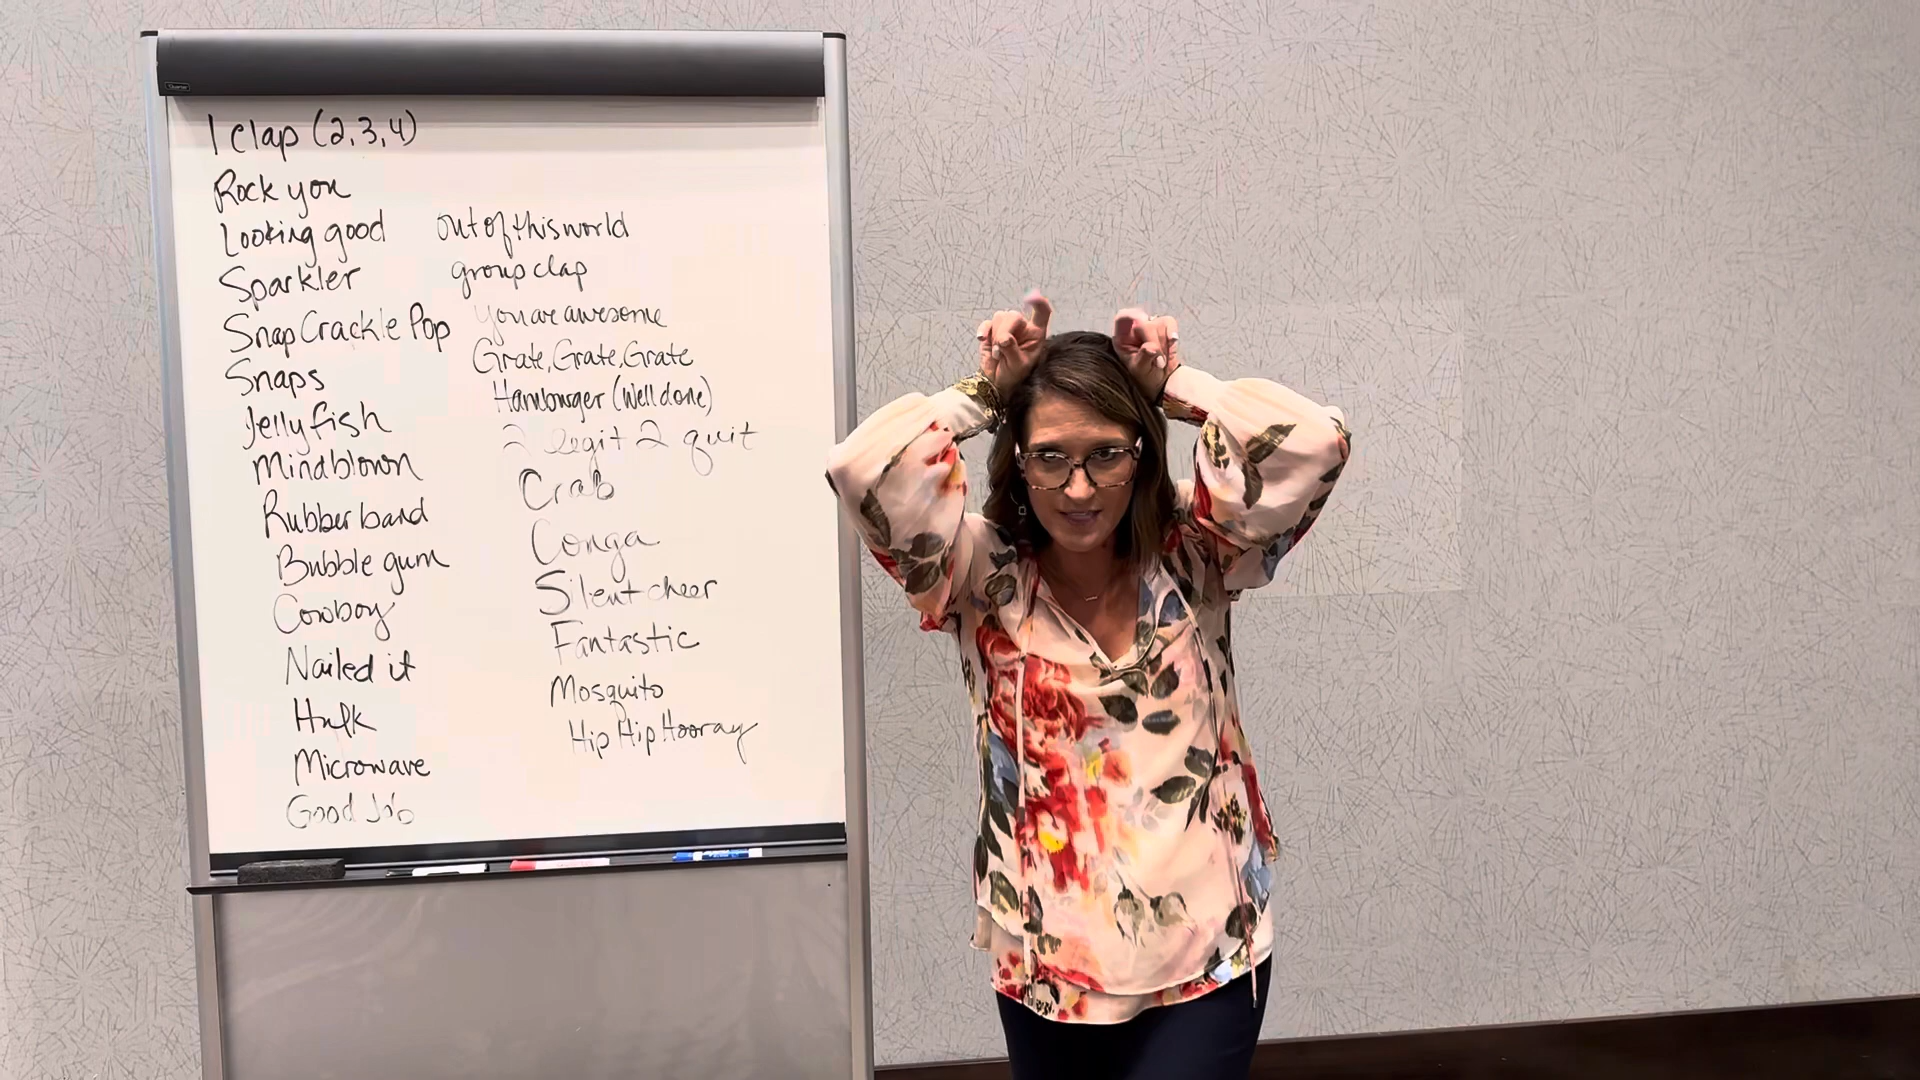 1 clap (2,3,4)
Rock you
Looking good
Sparkler
Snap Crackle Pop
Snaps
Jellyfish
Mindblown
Rubberband
Bubble gum
Cowboy
Nailed it
Hulk
Microwave
Good Job
out of this world
group clap
you are awesome
Grate, Grate, Grate
Hamburger (Well done)
2 legit 2 quit
Crab
Conga
Silent cheer
Fantastic
Mosquito
Hip Hip Hooray